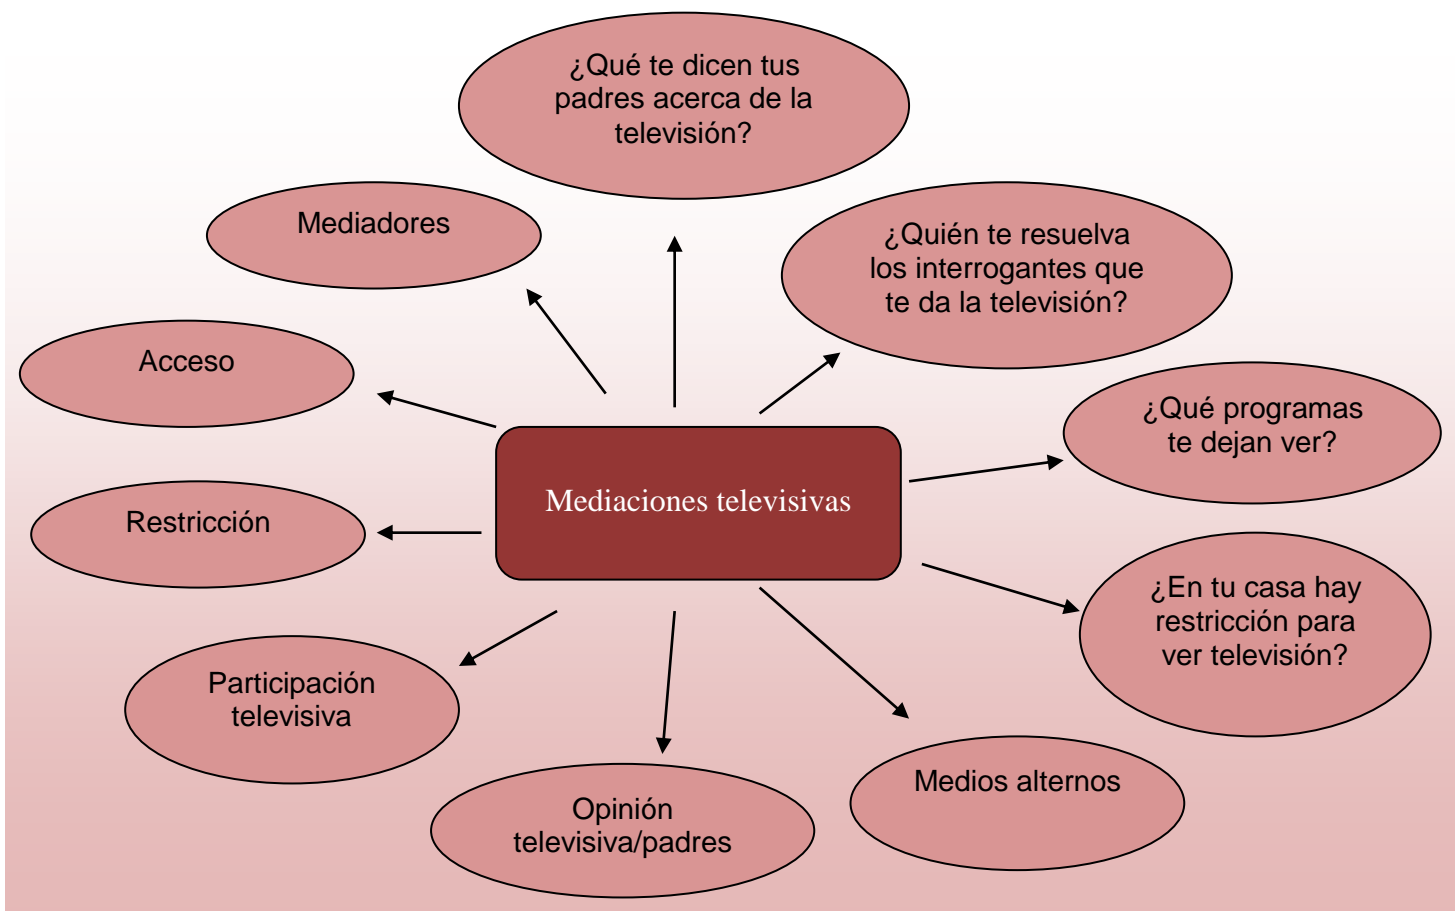 ¿Qué te dicen tus
padres acerca de la
televisión?
Mediadores
¿Quién te resuelva
los interrogantes que
te da la televisión?
Acceso
¿Qué programas
te dejan ver?
Mediaciones televisivas
Restricción
¿En tu casa hay
restricción para
ver televisión?
Participación
televisiva
Medios alternos
Opinión
televisiva/padres